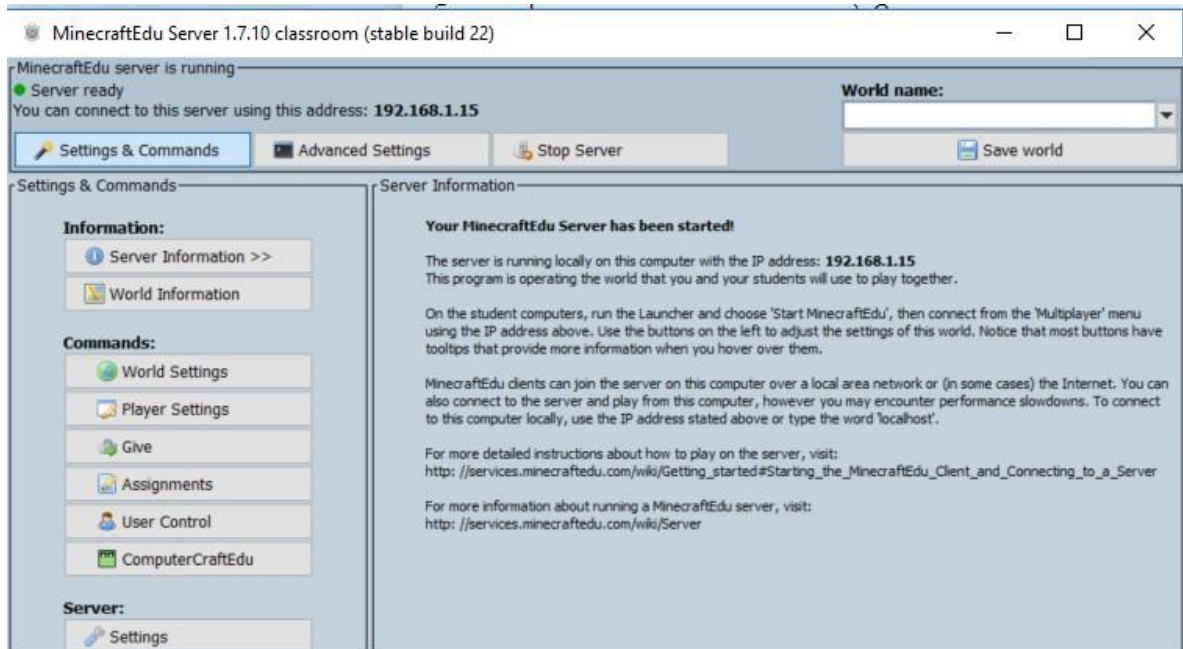 MinecraftEdu Server 1.7.10 classroom (stable build 22)
MinecraftEdu server is running
Server ready
You can connect to this server using this address: 192.168.1.15
World name:
Settings & Commands
Advanced Settings
Stop Server
Save world
Settings & Commands
Information:
Server Information >>
World Information
Commands:
World Settings
Player Settings
Give
Assignments
User Control
ComputerCraftEdu
Server:
Settings
Server Information
Your MinecraftEdu Server has been started!
The server is running locally on this computer with the IP address: 192.168.1.15
This program is operating the world that you and your students will use to play together.
On the student computers, run the Launcher and choose 'Start MinecraftEdu', then connect from the 'Multiplayer' menu
using the IP address above. Use the buttons on the left to adjust the settings of this world. Notice that most buttons have
tooltips that provide more information when you hover over them.
MinecraftEdu clients can join the server on this computer over a local area network or (in some cases) the Internet. You can
also connect to the server and play from this computer, however you may encounter performance slowdowns. To connect
to this computer locally, use the IP address stated above or type the word 'localhost'.
For more detailed instructions about how to play on the server, visit:
http: //services.minecraftedu.com/wiki/Getting_started#Starting_the_MinecraftEdu_Client_and_Connecting_to_a_Server
For more information about running a MinecraftEdu server, visit:
http: //services.minecraftedu.com/wiki/Server